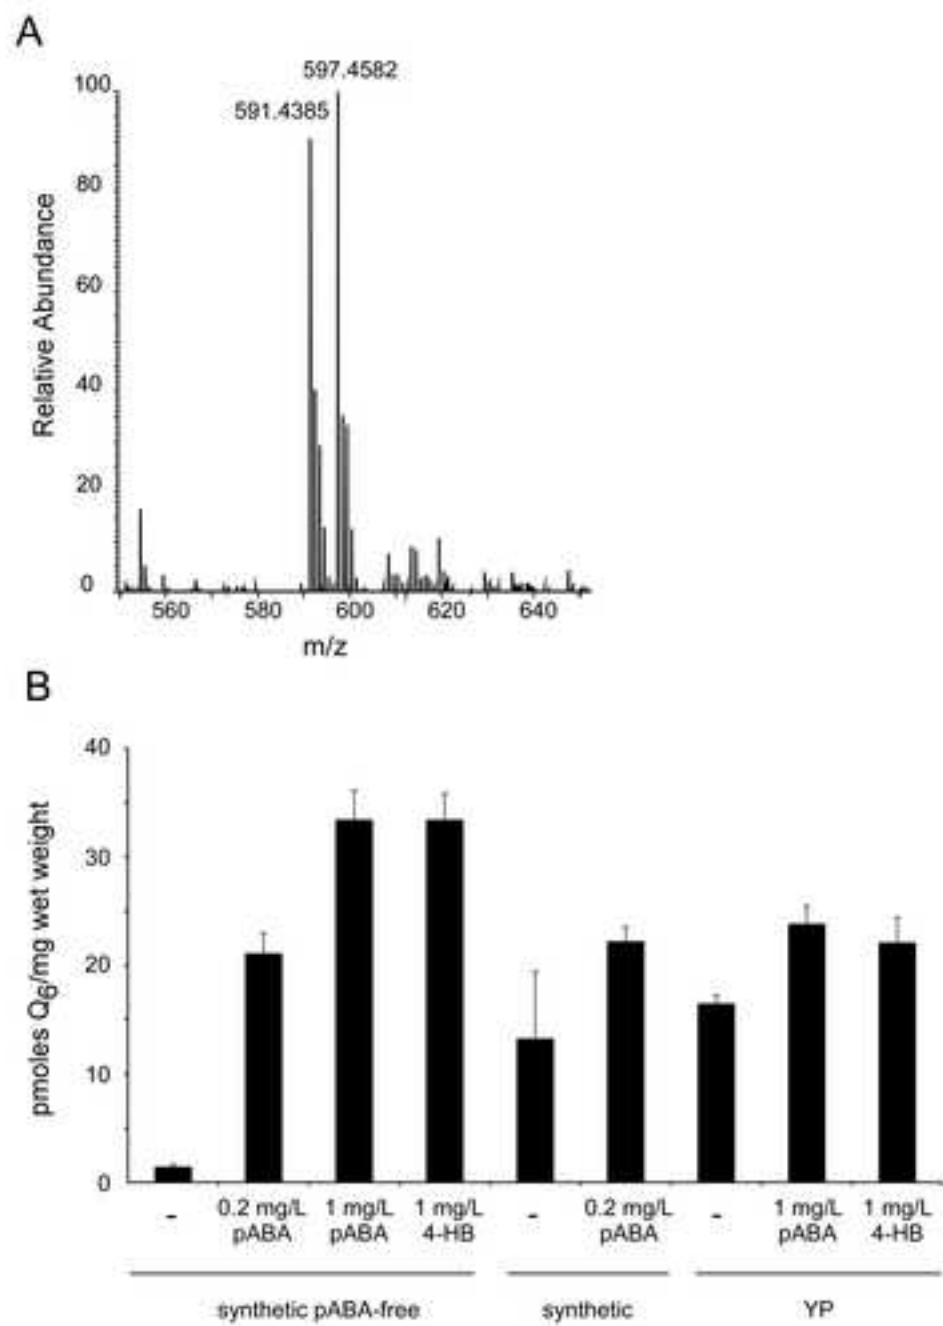 A
597.4582
591.4385
100
80
60
40
20
0
Relative Abundance
560 580 600 620 640
m/z
B
40
30
20
10
0
pmoles Q6/mg wet weight
- 0.2 mg/L 1 mg/L 1 mg/L - 0.2 mg/L - 1 mg/L 1 mg/L
pABA pABA 4-HB pABA pABA 4-HB
synthetic pABA-free synthetic YP